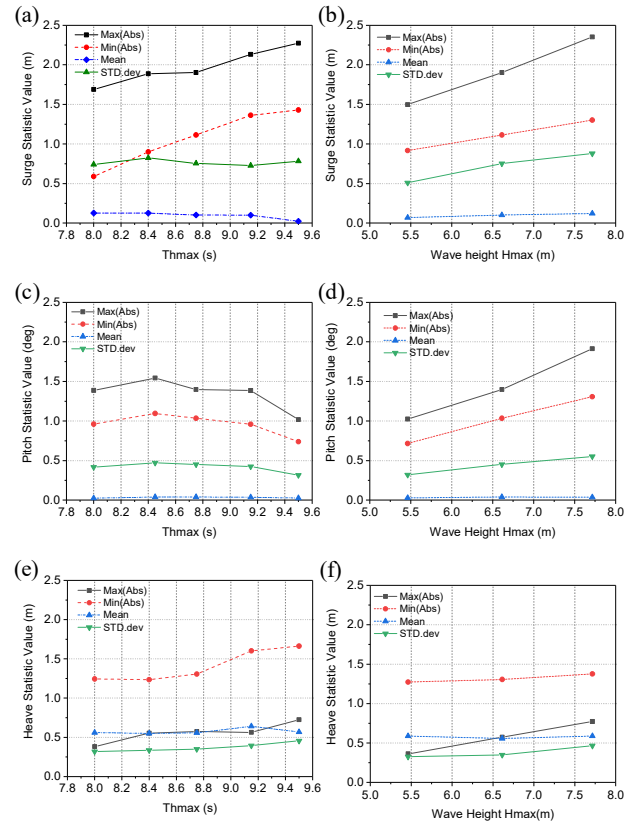 (a)
Surge Statistic Value (m)
2.5
2.0
1.5
1.0
0.5
0.0
Max(Abs)
Min(Abs)
Mean
STD.dev
7.8 8.0 8.2 8.4 8.6 8.8 9.0 9.2 9.4 9.6
Thmax (s)
(b)
Surge Statistic Value (m)
2.5
2.0
1.5
1.0
0.5
0.0
Max(Abs)
Min(Abs)
Mean
STD.dev
5.0 5.5 6.0 6.5 7.0 7.5 8.0
Wave height Hmax (m)
(c)
Pitch Statistic Value (deg)
2.5
2.0
1.5
1.0
0.5
0.0
Max(Abs)
Min(Abs)
Mean
STD.dev
7.8 8.0 8.2 8.4 8.6 8.8 9.0 9.2 9.4 9.6
Thmax (s)
(d)
Pitch Statistic Value (deg)
2.5
2.0
1.5
1.0
0.5
0.0
Max(Abs)
Min(Abs)
Mean
STD.dev
5.0 5.5 6.0 6.5 7.0 7.5 8.0
Wave Height Hmax (m)
(e)
Heave Statistic Value (m)
2.5
2.0
1.5
1.0
0.5
0.0
Max(Abs)
Min(Abs)
Mean
STD.dev
7.8 8.0 8.2 8.4 8.6 8.8 9.0 9.2 9.4 9.6
Thmax (s)
(f)
Heave Statistic Value (m)
2.5
2.0
1.5
1.0
0.5
0.0
Max(Abs)
Min(Abs)
Mean
STD.dev
5.0 5.5 6.0 6.5 7.0 7.5 8.0
Wave Height Hmax(m)